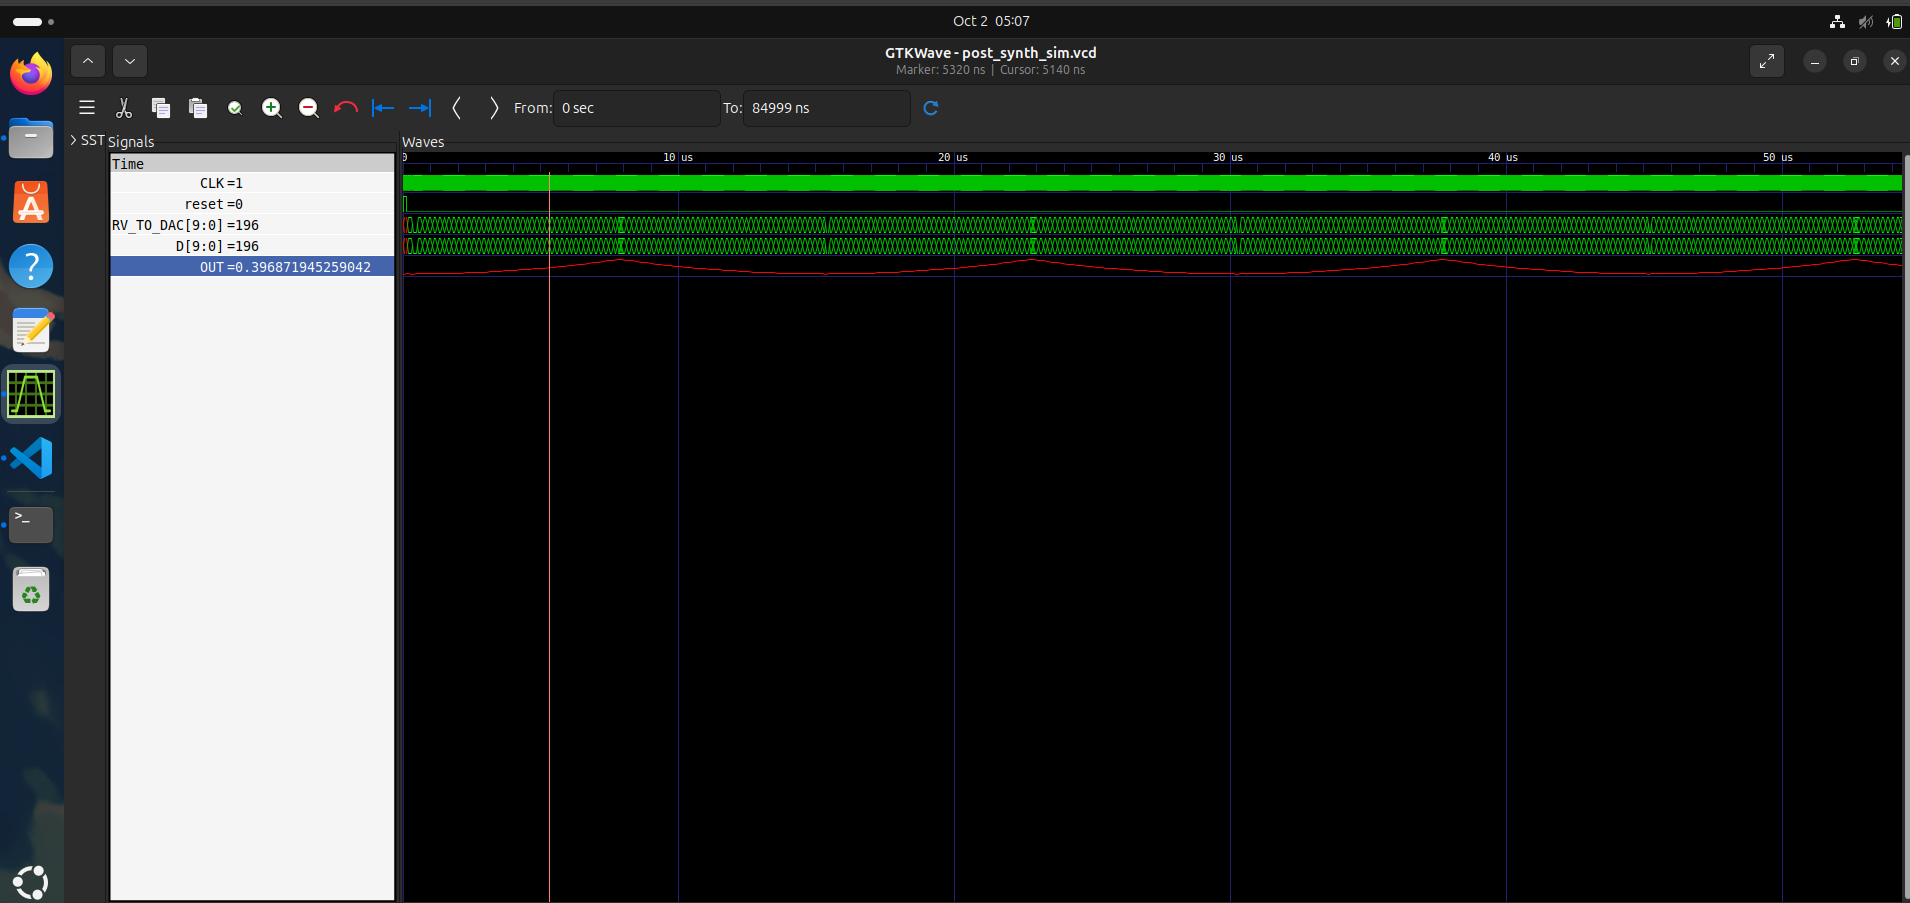 Oct 2 05:07
GTKWave - post_synth_sim.vcd
Marker: 5320 ns | Cursor: 5140 ns
From: 0 sec To: 84999 ns
SST Signals Waves
Time
0 10 us 20 us 30 us 40 us 50 us
CLK =1
reset =0
RV_TO_DAC[9:0] =196
D[9:0] =196
OUT =0.396871945259042